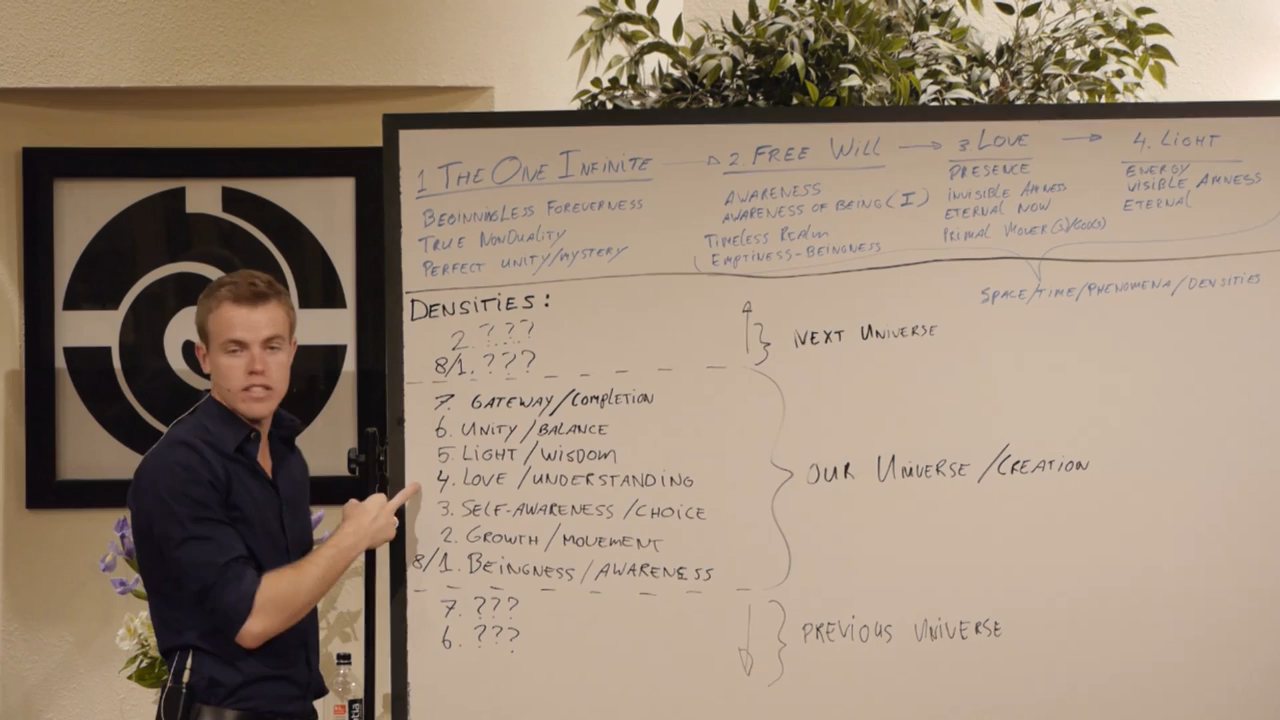 1 THE ONE INFINITE → 2. FREE WILL → 3. LOVE → 4. LIGHT
BEGINNINGLESS FOREVERNESS
TRUE NONDUALITY
PERFECT UNITY/MYSTERY
AWARENESS
AWARENESS OF BEING (I)
TIMELESS REALM
EMPTINESS-BEINGNESS
PRESENCE
INVISIBLE AMNESS
ETERNAL NOW
PRIMAL MOVER(S)/GOD(S)
ENERGY
VISIBLE AMNESS
ETERNAL
SPACE/TIME/PHENOMENA/DENSITIES
DENSITIES:
2. ???
8/1. ???
NEXT UNIVERSE
7. GATEWAY/COMPLETION
6. UNITY/BALANCE
5. LIGHT/WISDOM
4. LOVE/UNDERSTANDING
3. SELF-AWARENESS/CHOICE
2. GROWTH/MOVEMENT
8/1. BEINGNESS/AWARENESS
OUR UNIVERSE/CREATION
7. ???
6. ???
PREVIOUS UNIVERSE